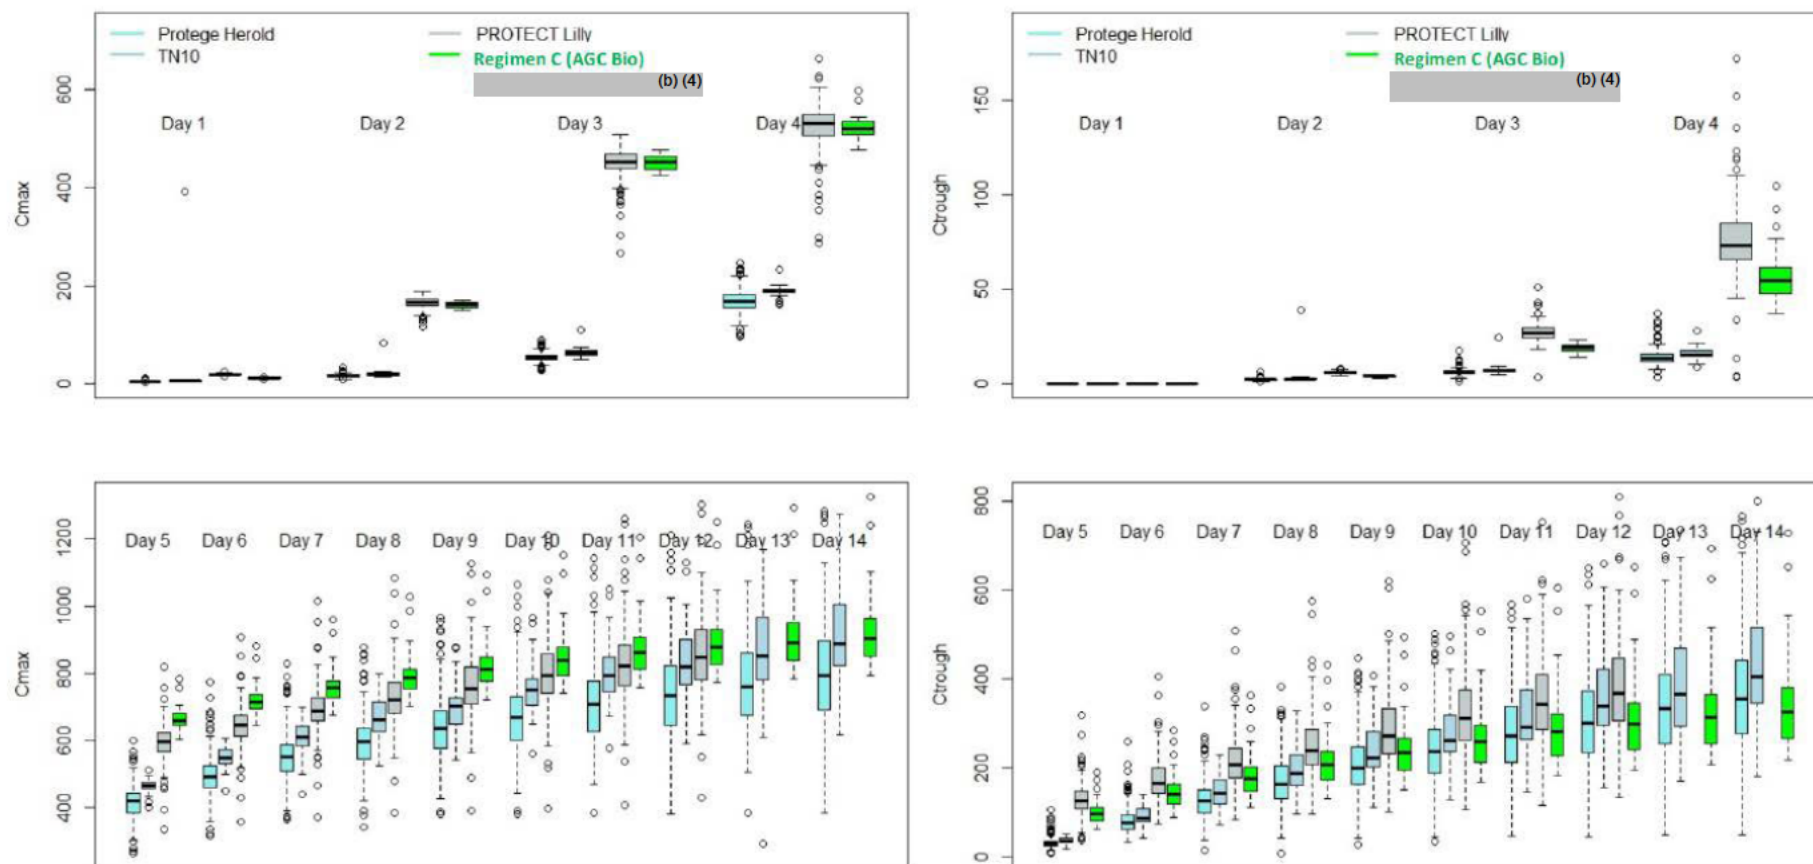 Protege Herold
TN10
PROTECT Lilly
Regimen C (AGC Bio)
(b) (4)
Day 1
Day 2
Day 3
Day 4
Cmax
600
400
200
0
Protege Herold
TN10
PROTECT Lilly
Regimen C (AGC Bio)
(b) (4)
Day 1
Day 2
Day 3
Day 4
Ctrough
150
100
50
0
Day 5
Day 6
Day 7
Day 8
Day 9
Day 10
Day 11
Day 12
Day 13
Day 14
Cmax
1200
1000
800
600
400
Day 5
Day 6
Day 7
Day 8
Day 9
Day 10
Day 11
Day 12
Day 13
Day 14
Ctrough
800
600
400
200
0